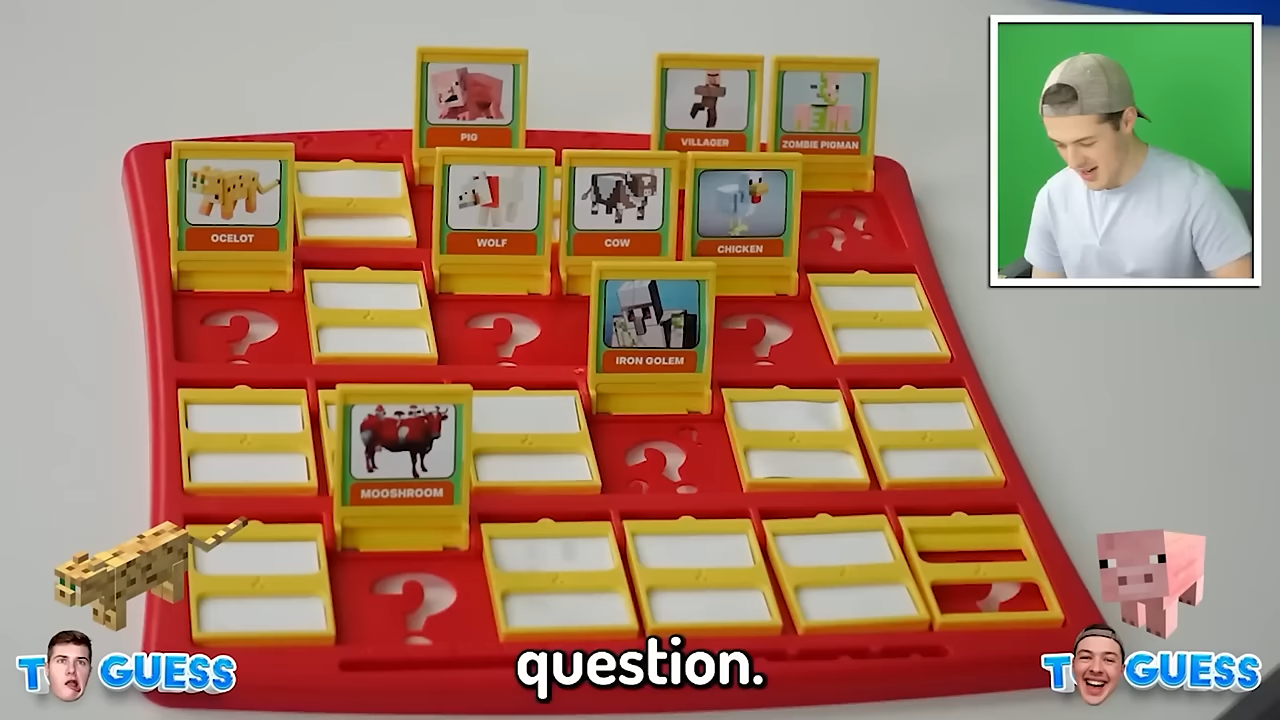 PIG
VILLAGER
ZOMBIE PIGMAN
OCELOT
WOLF
COW
CHICKEN
IRON GOLEM
MOOSHROOM
question.
T GUESS
T GUESS